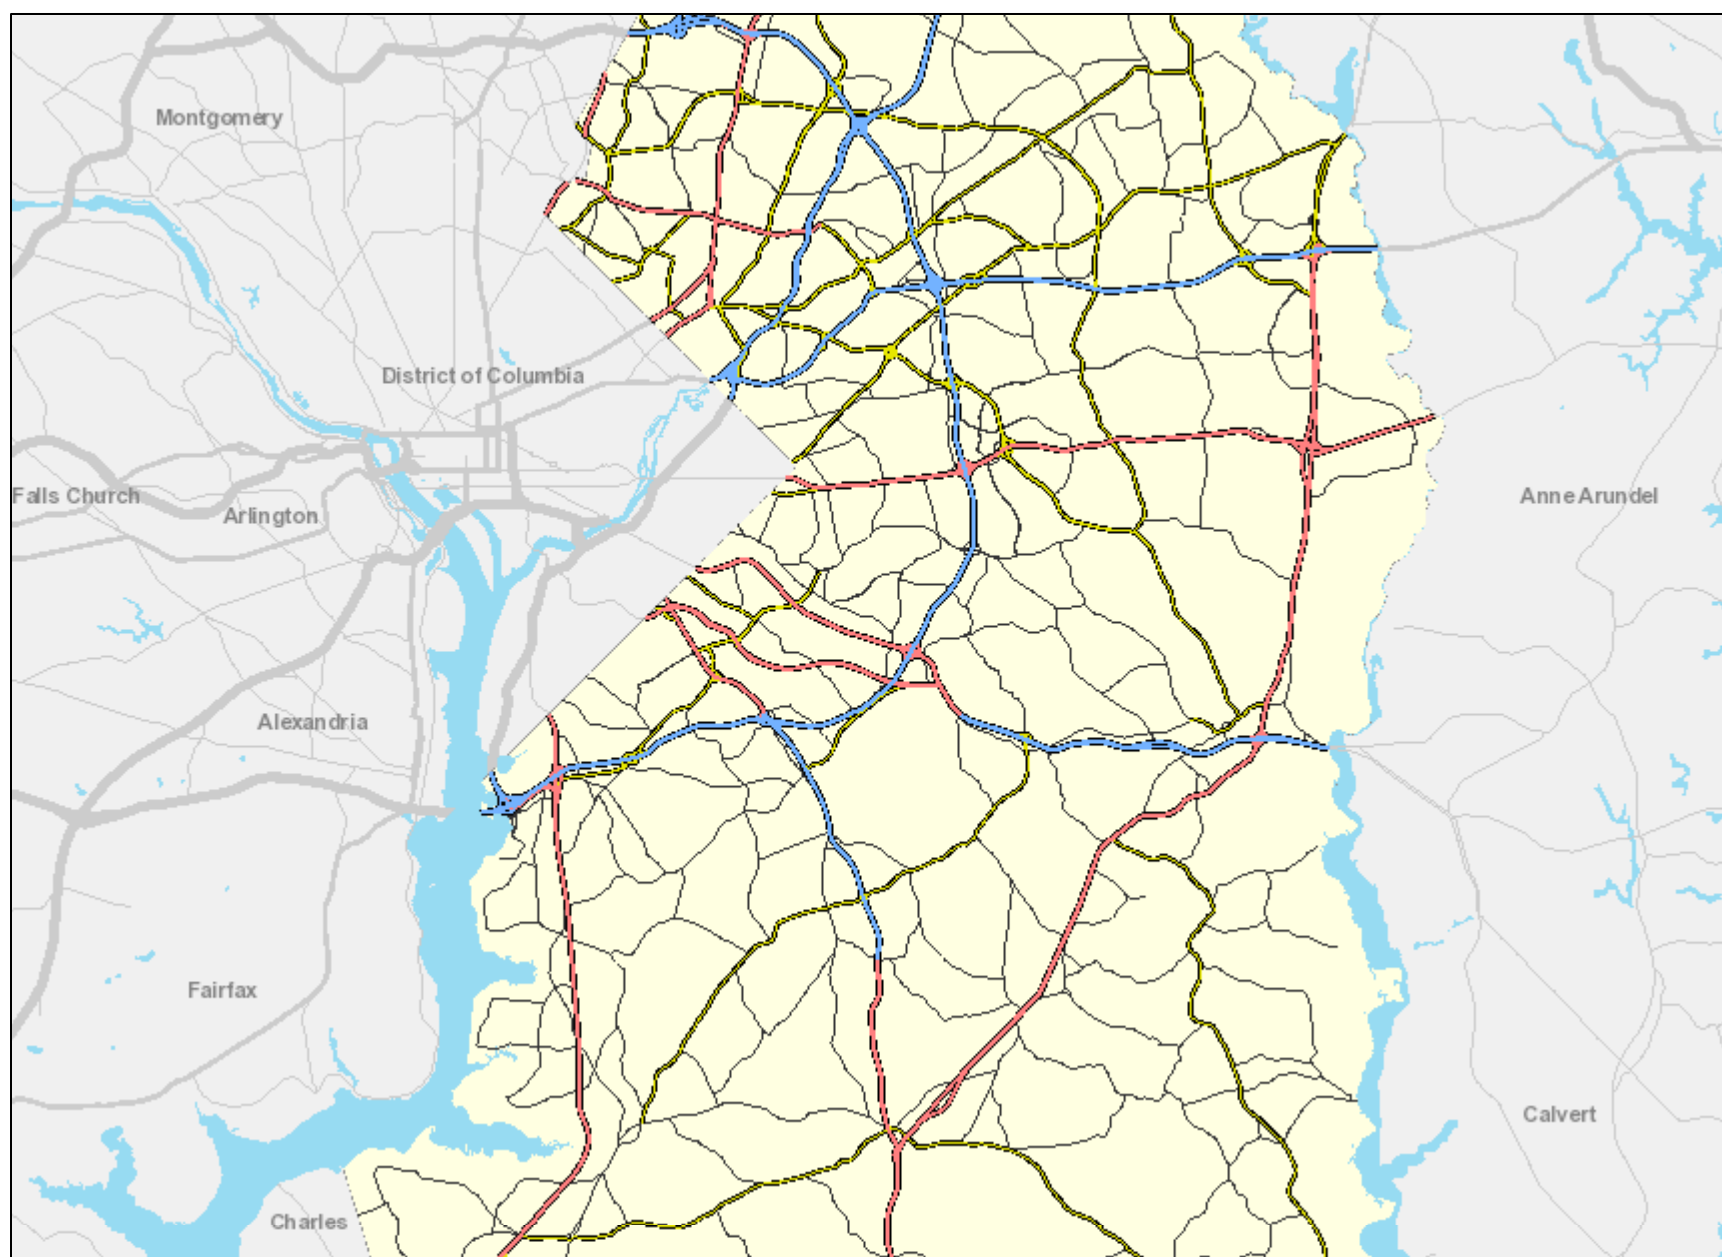 Montgomery
District of Columbia
Falls Church
Arlington
Anne Arundel
Alexandria
Fairfax
Calvert
Charles